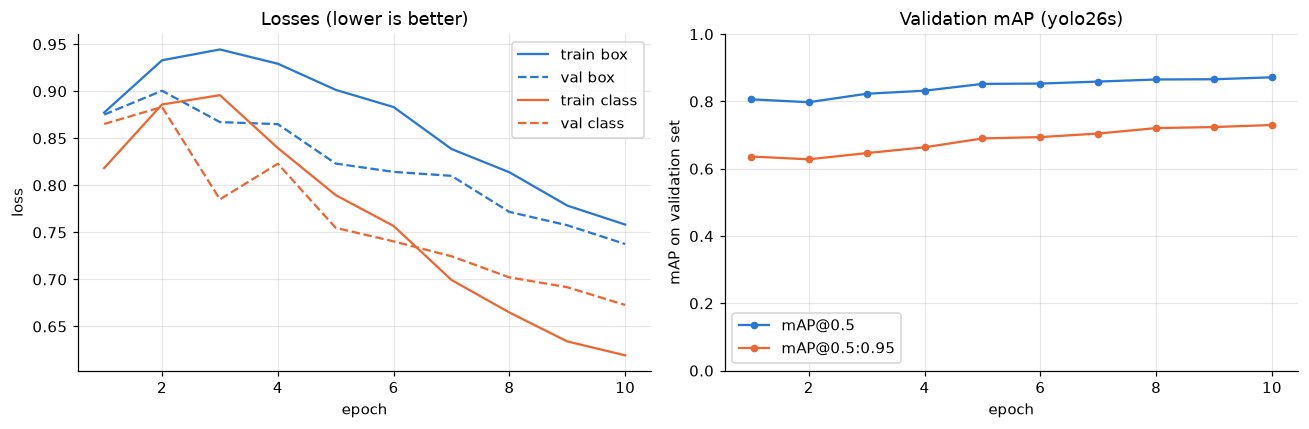 Losses (lower is better)
0.95
0.90
0.85
0.80
0.75
0.70
0.65
loss
2
4
6
8
10
epoch
train box
val box
train class
val class
Validation mAP (yolo26s)
1.0
0.8
0.6
0.4
0.2
0.0
mAP on validation set
2
4
6
8
10
epoch
mAP@0.5
mAP@0.5:0.95